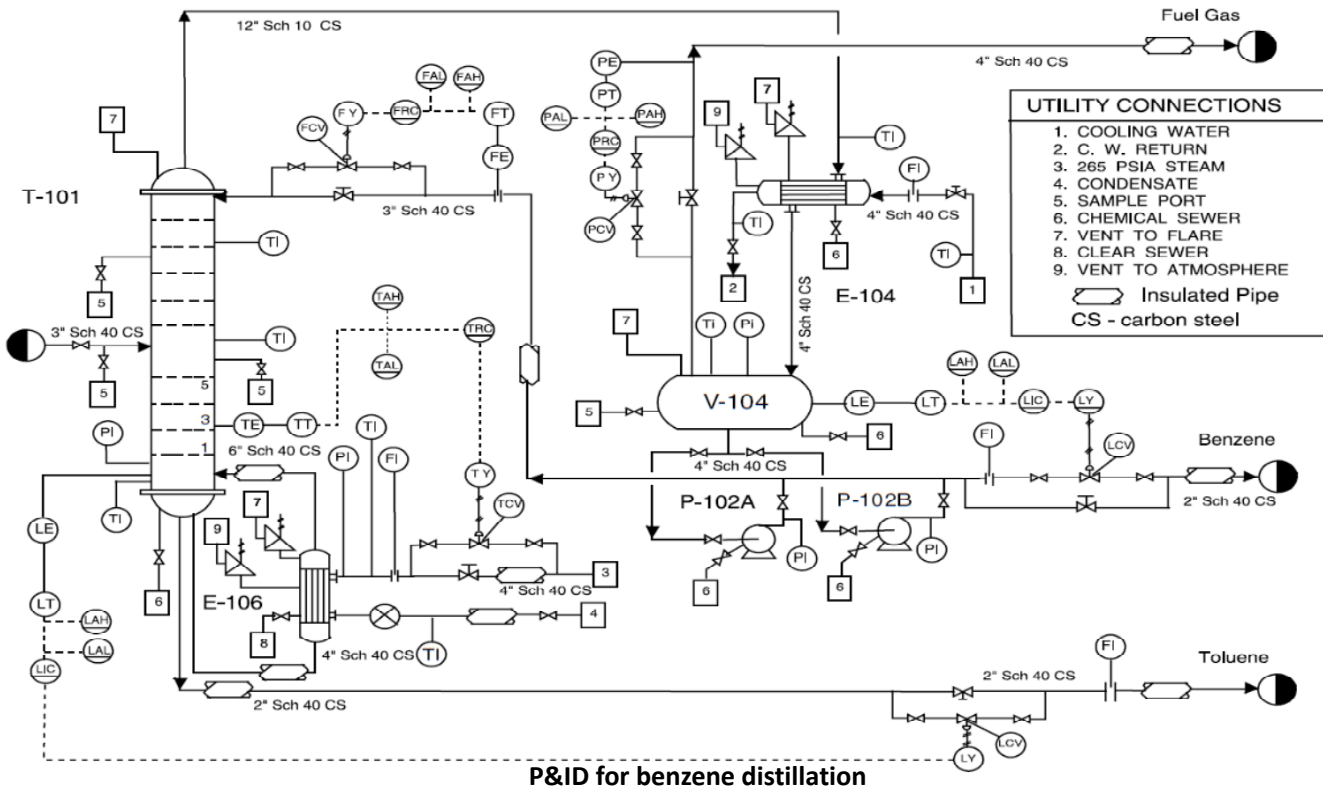 12" Sch 10 CS
Fuel Gas
4" Sch 40 CS
UTILITY CONNECTIONS
1. COOLING WATER
2. C. W. RETURN
3. 265 PSIA STEAM
4. CONDENSATE
5. SAMPLE PORT
6. CHEMICAL SEWER
7. VENT TO FLARE
8. CLEAR SEWER
9. VENT TO ATMOSPHERE
Insulated Pipe
CS - carbon steel
FAL
FAH
FY
FRC
FT
FCV
FE
7
T-101
3" Sch 40 CS
PE
PT
PAL
PAH
PRC
PY
PCV
9
7
TI
FI
4" Sch 40 CS
TI
2
6
TI
1
E-104
4" Sch 40 CS
TI
5
3" Sch 40 CS
5
TI
5
5
3
1
TAH
TRC
TAL
TE
TT
6" Sch 40 CS
PI
TI
LE
LT
LAH
LAL
LIC
6
7
9
E-106
8
PI
TI
FI
TY
TCV
3
4" Sch 40 CS
4
4" Sch 40 CS
TI
7
Ti
Pi
V-104
5
LE
LT
LAH
LAL
LIC
LY
6
4" Sch 40 CS
P-102A
P-102B
PI
PI
6
6
FI
LCV
Benzene
2" Sch 40 CS
2" Sch 40 CS
2" Sch 40 CS
FI
Toluene
LCV
LY
P&ID for benzene distillation